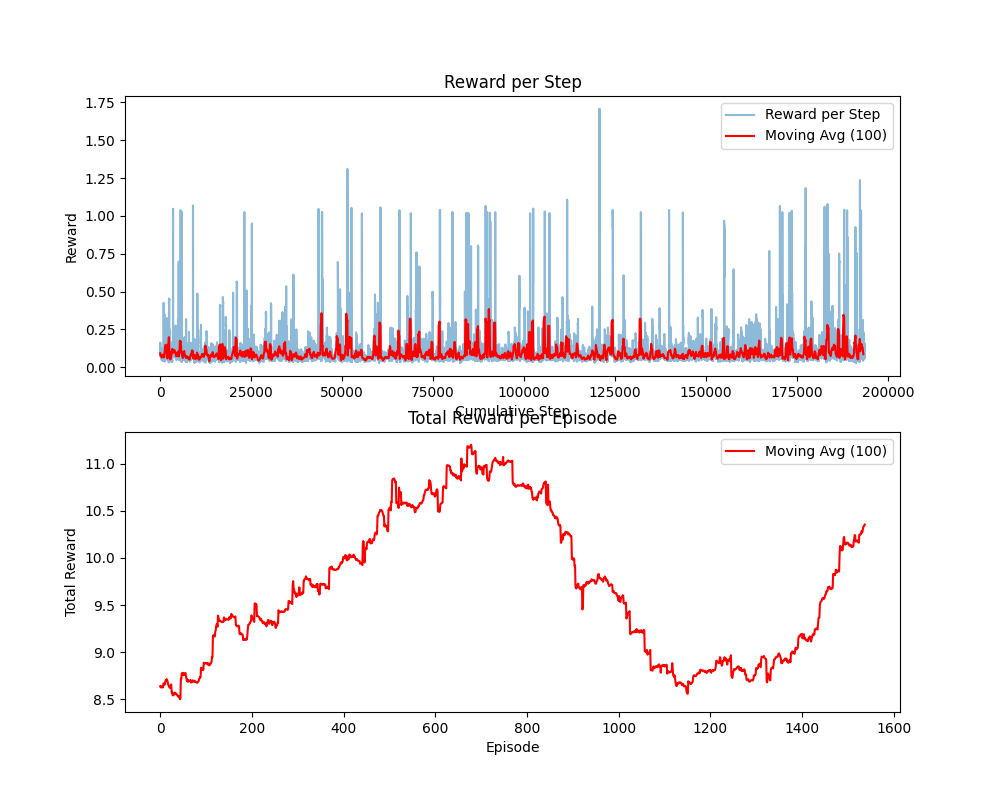 Reward per Step
1.75
1.50
1.25
1.00
0.75
0.50
0.25
0.00
Reward
Reward per Step
Moving Avg (100)
0 25000 50000 75000 100000 125000 150000 175000 200000
Cumulative Step
Total Reward per Episode
11.0
10.5
10.0
9.5
9.0
8.5
Total Reward
Moving Avg (100)
0 200 400 600 800 1000 1200 1400 1600
Episode